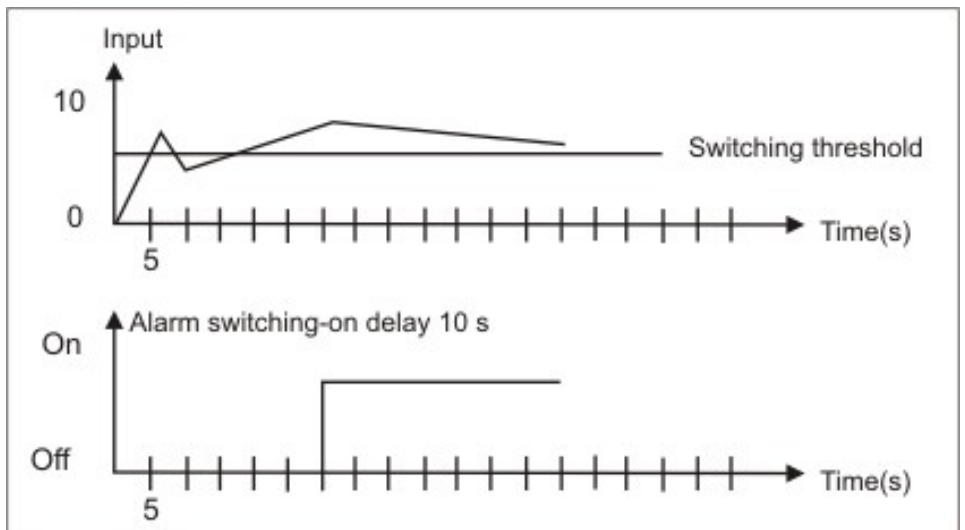 Input
10
Switching threshold
0
Time(s)
5
Alarm switching-on delay 10 s
On
Off
Time(s)
5